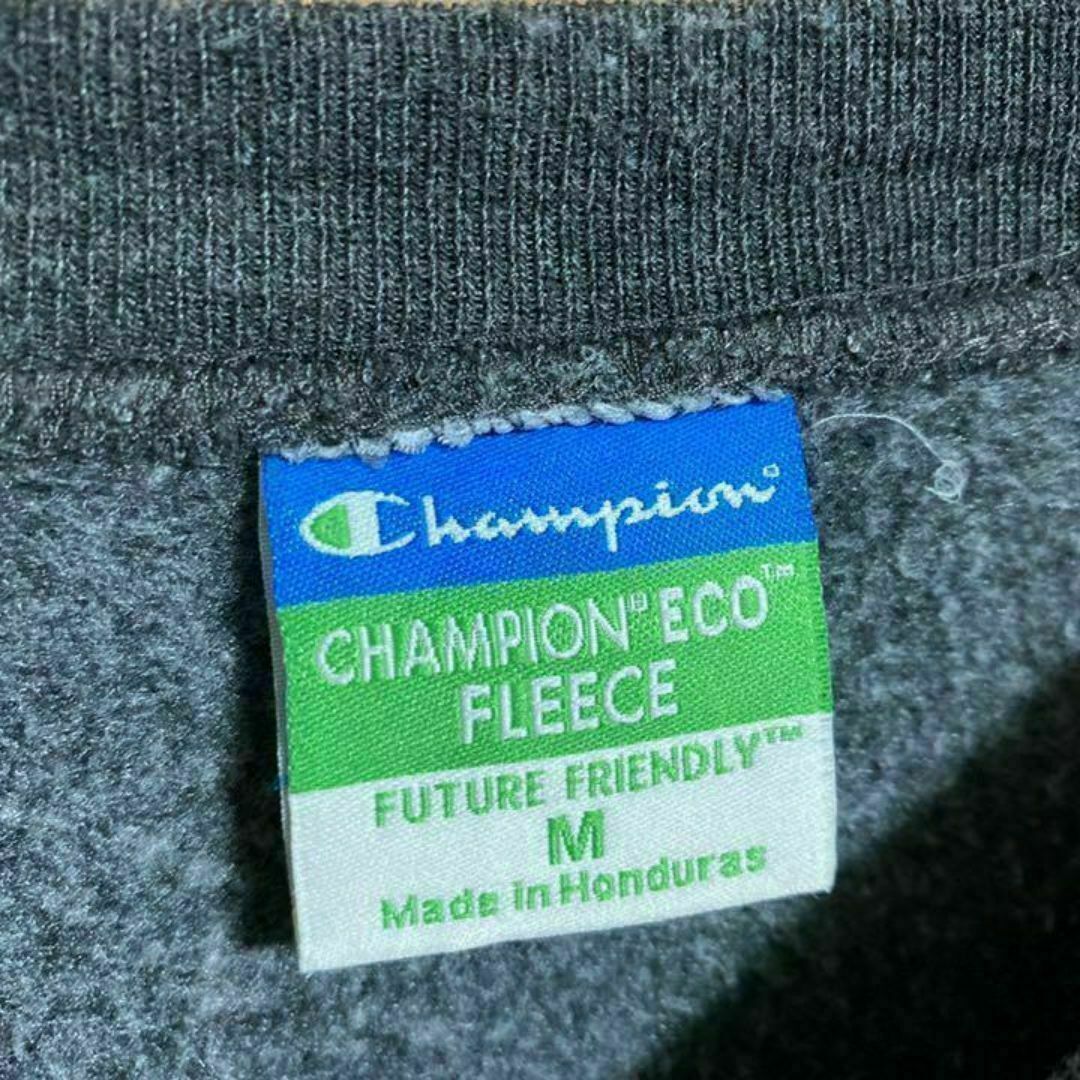 Champion®
CHAMPION® ECO™
FLEECE
FUTURE FRIENDLY™
M
Made in Honduras